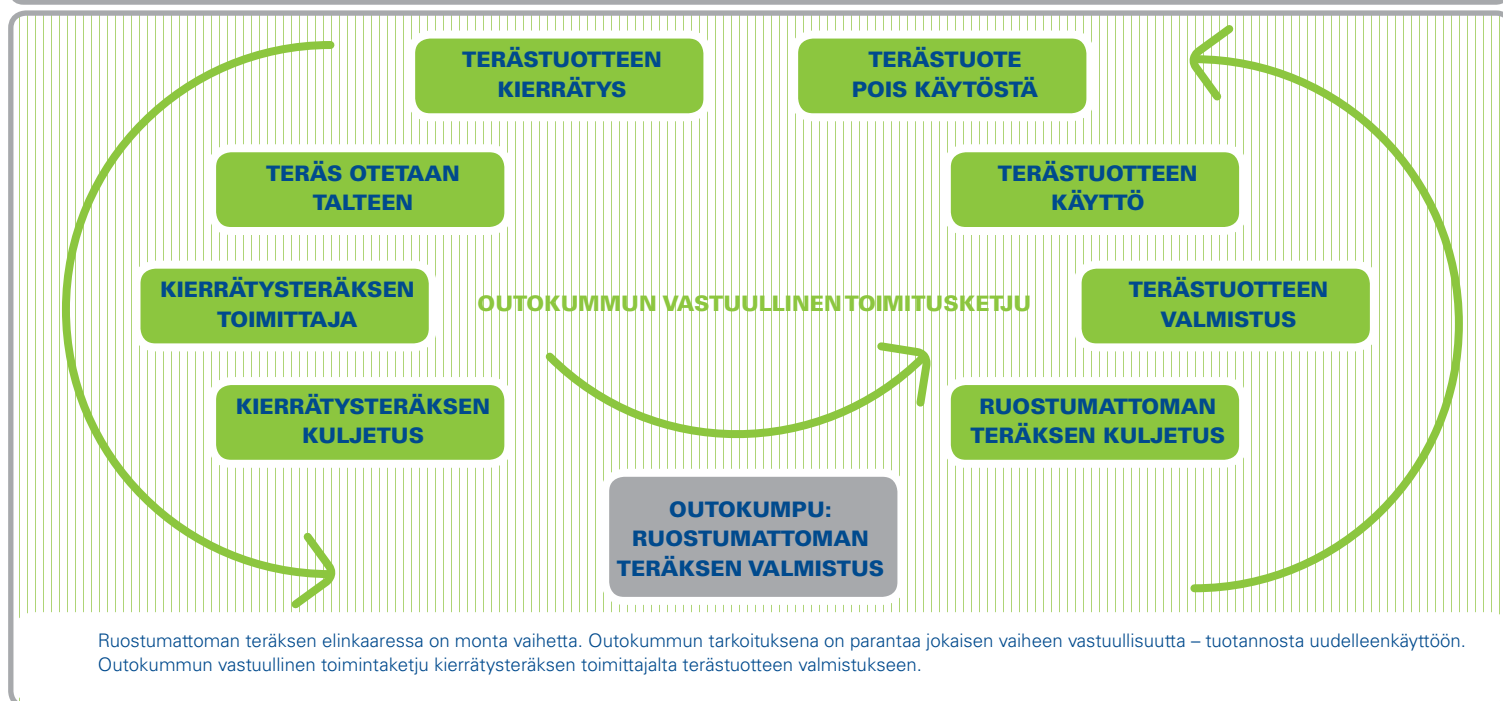 TERÄSTUOTTEEN
KIERRÄTYS
TERÄSTUOTE
POIS KÄYTÖSTÄ
TERÄS OTETAAN
TALTEEN
TERÄSTUOTTEEN
KÄYTTÖ
KIERRÄTYSTERÄKSEN
TOIMITTAJA
OUTOKUMMUN VASTUULLINEN TOIMITUSKETJU
TERÄSTUOTTEEN
VALMISTUS
KIERRÄTYSTERÄKSEN
KULJETUS
RUOSTUMATTOMAN
TERÄKSEN KULJETUS
OUTOKUMPU:
RUOSTUMATTOMAN
TERÄKSEN VALMISTUS
Ruostumattoman teräksen elinkaaressa on monta vaihetta. Outokummun tarkoituksena on parantaa jokaisen vaiheen vastuullisuutta – tuotannosta uudelleenkäyttöön.
Outokummun vastuullinen toimintaketju kierrätysteräksen toimittajalta terästuotteen valmistukseen.